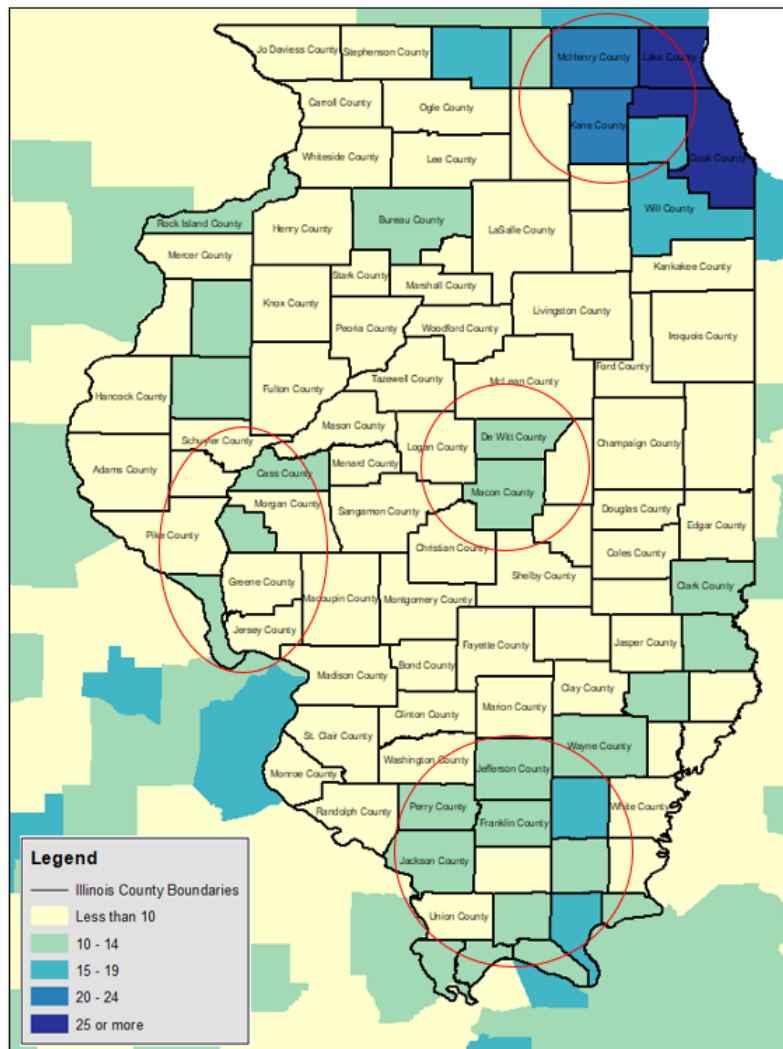 Jo Daviess County
Stephenson County
McHenry County
Lake County
Carroll County
Ogle County
Kane County
Whiteside County
Lee County
Cook County
Rock Island County
Bureau County
Will County
Henry County
LaSalle County
Mercer County
Kankakee County
Stark County
Marshall County
Knox County
Livingston County
Peoria County
Woodford County
Iroquois County
Ford County
Tazewell County
McLean County
Hancock County
Fulton County
Mason County
Schuyler County
Logan County
De Witt County
Champaign County
Adams County
Cass County
Menard County
Macon County
Morgan County
Sangamon County
Douglas County
Edgar County
Pike County
Christian County
Coles County
Shelby County
Greene County
Macoupin County
Montgomery County
Clark County
Jersey County
Fayette County
Jasper County
Bond County
Madison County
Clay County
Marion County
Clinton County
St. Clair County
Wayne County
Washington County
Jefferson County
Monroe County
Perry County
White County
Randolph County
Franklin County
Jackson County
Union County
Legend
Illinois County Boundaries
Less than 10
10 - 14
15 - 19
20 - 24
25 or more